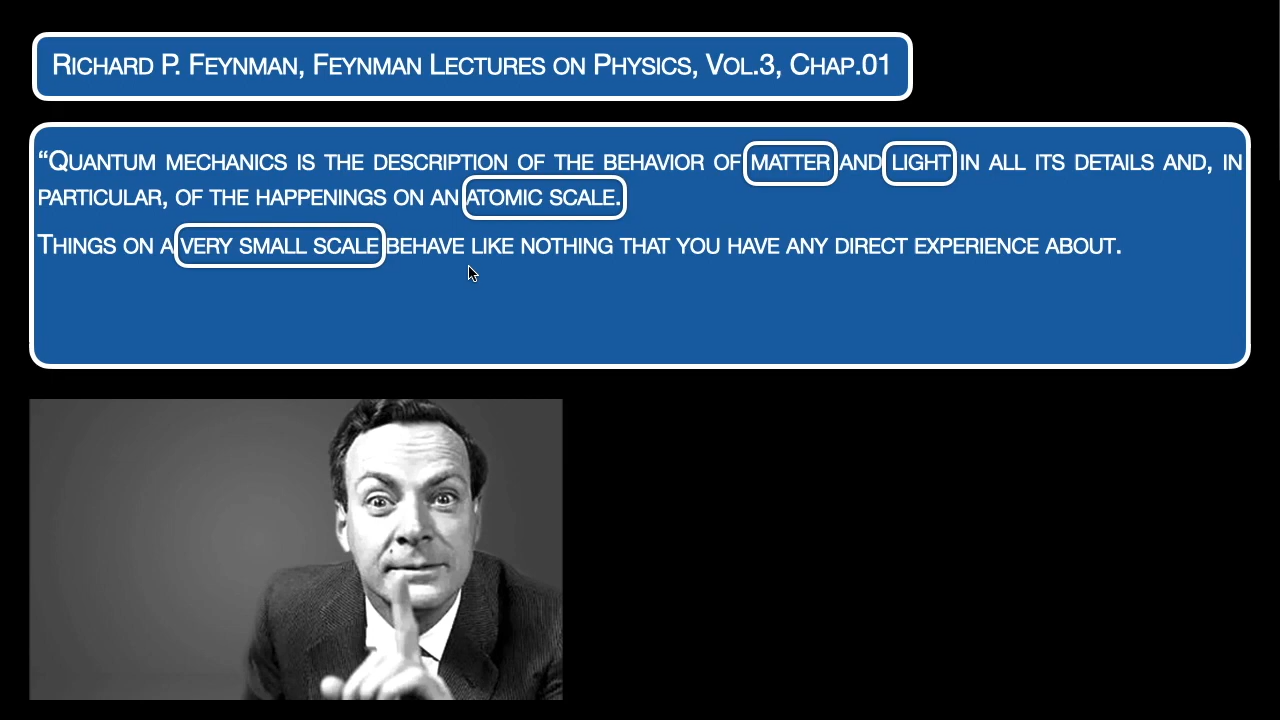 Richard P. Feynman, Feynman Lectures on Physics, Vol.3, Chap.01
“Quantum mechanics is the description of the behavior of matter and light in all its details and, in
particular, of the happenings on an atomic scale.
Things on a very small scale behave like nothing that you have any direct experience about.